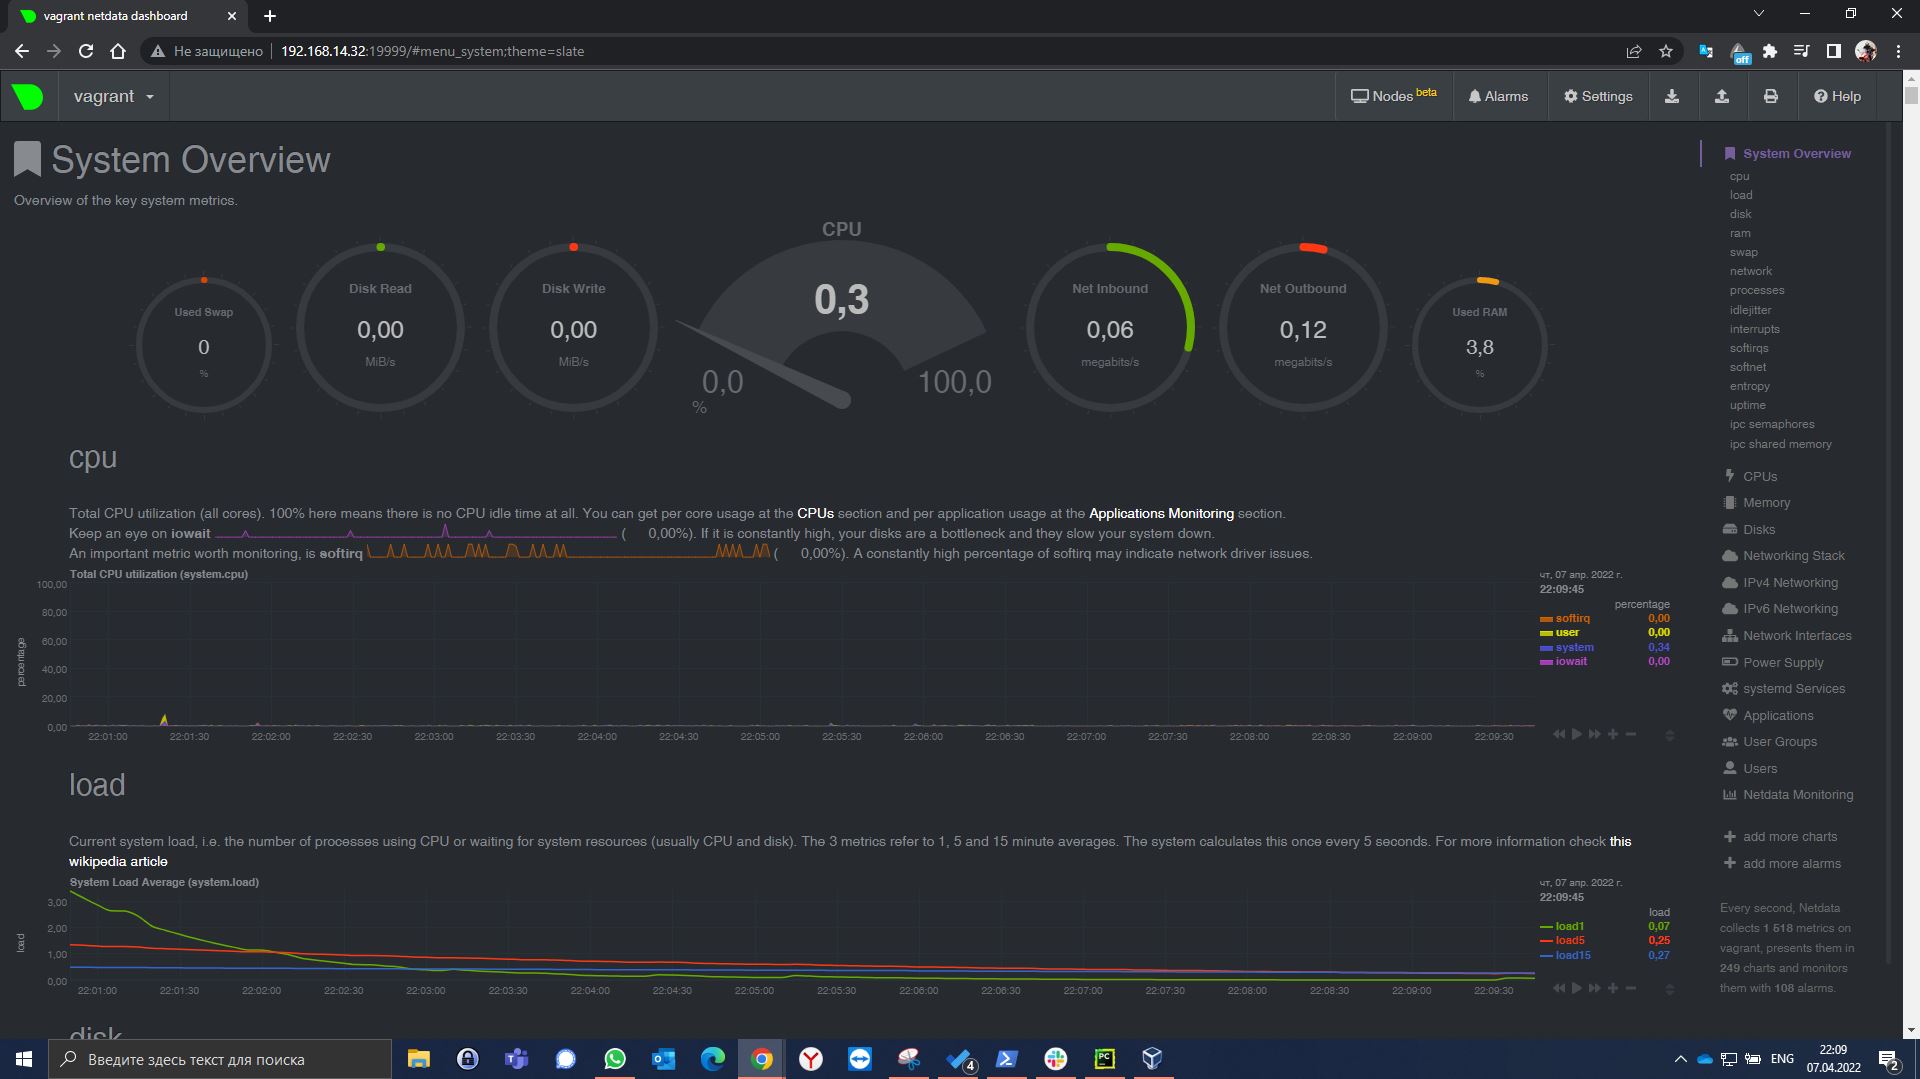 vagrant netdata dashboard
Не защищено
192.168.14.32:19999/#menu_system;theme=slate
off
vagrant
Nodes beta
Alarms
Settings
Help
System Overview
Overview of the key system metrics.
Used Swap
0
%
Disk Read
0,00
MiB/s
Disk Write
0,00
MiB/s
CPU
0,3
0,0
100,0
%
Net Inbound
0,06
megabits/s
Net Outbound
0,12
megabits/s
Used RAM
3,8
%
cpu
Total CPU utilization (all cores). 100% here means there is no CPU idle time at all. You can get per core usage at the CPUs section and per application usage at the Applications Monitoring section.
Keep an eye on iowait ( 0,00%). If it is constantly high, your disks are a bottleneck and they slow your system down.
An important metric worth monitoring, is softirq ( 0,00%). A constantly high percentage of softirq may indicate network driver issues.
Total CPU utilization (system.cpu)
чт, 07 апр. 2022 г.
22:09:45
percentage
softirq 0,00
user 0,00
system 0,34
iowait 0,00
percentage
100,00
80,00
60,00
40,00
20,00
0,00
22:01:00 22:01:30 22:02:00 22:02:30 22:03:00 22:03:30 22:04:00 22:04:30 22:05:00 22:05:30 22:06:00 22:06:30 22:07:00 22:07:30 22:08:00 22:08:30 22:09:00 22:09:30
load
Current system load, i.e. the number of processes using CPU or waiting for system resources (usually CPU and disk). The 3 metrics refer to 1, 5 and 15 minute averages. The system calculates this once every 5 seconds. For more information check this
wikipedia article
System Load Average (system.load)
чт, 07 апр. 2022 г.
22:09:45
load
load1 0,07
load5 0,25
load15 0,27
load
3,00
2,00
1,00
0,00
22:01:00 22:01:30 22:02:00 22:02:30 22:03:00 22:03:30 22:04:00 22:04:30 22:05:00 22:05:30 22:06:00 22:06:30 22:07:00 22:07:30 22:08:00 22:08:30 22:09:00 22:09:30
disk
System Overview
cpu
load
disk
ram
swap
network
processes
idlejitter
interrupts
softirqs
softnet
entropy
uptime
ipc semaphores
ipc shared memory
CPUs
Memory
Disks
Networking Stack
IPv4 Networking
IPv6 Networking
Network Interfaces
Power Supply
systemd Services
Applications
User Groups
Users
Netdata Monitoring
add more charts
add more alarms
Every second, Netdata
collects 1 518 metrics on
vagrant, presents them in
249 charts and monitors
them with 108 alarms.
Введите здесь текст для поиска
4
PC
ENG
22:09
07.04.2022
2